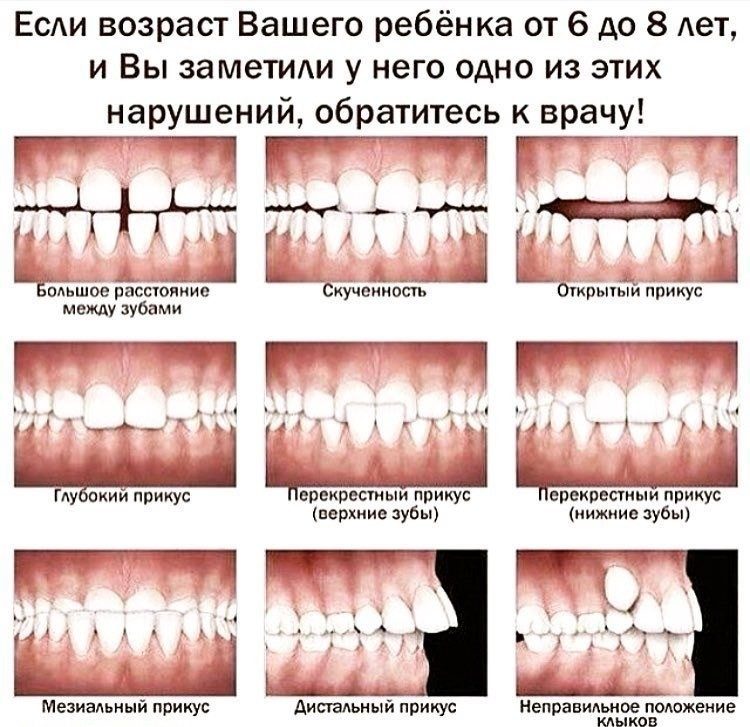 Если возраст Вашего ребёнка от 6 до 8 лет,
и Вы заметили у него одно из этих
нарушений, обратитесь к врачу!
Большое расстояние
между зубами
Скученность
Открытый прикус
Глубокий прикус
Перекрестный прикус
(верхние зубы)
Перекрестный прикус
(нижние зубы)
Мезиальный прикус
Дистальный прикус
Неправильное положение
клыков